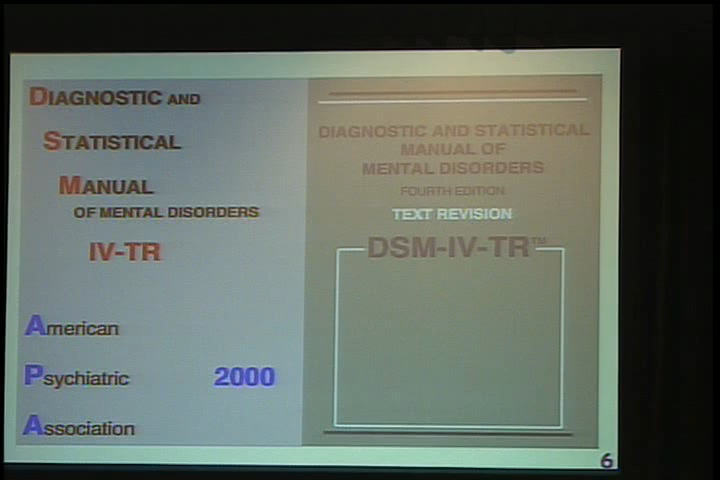 DIAGNOSTIC AND
STATISTICAL
MANUAL
OF MENTAL DISORDERS
IV-TR
American
Psychiatric 2000
Association
DIAGNOSTIC AND STATISTICAL
MANUAL OF
MENTAL DISORDERS
FOURTH EDITION
TEXT REVISION
DSM-IV-TR™
6